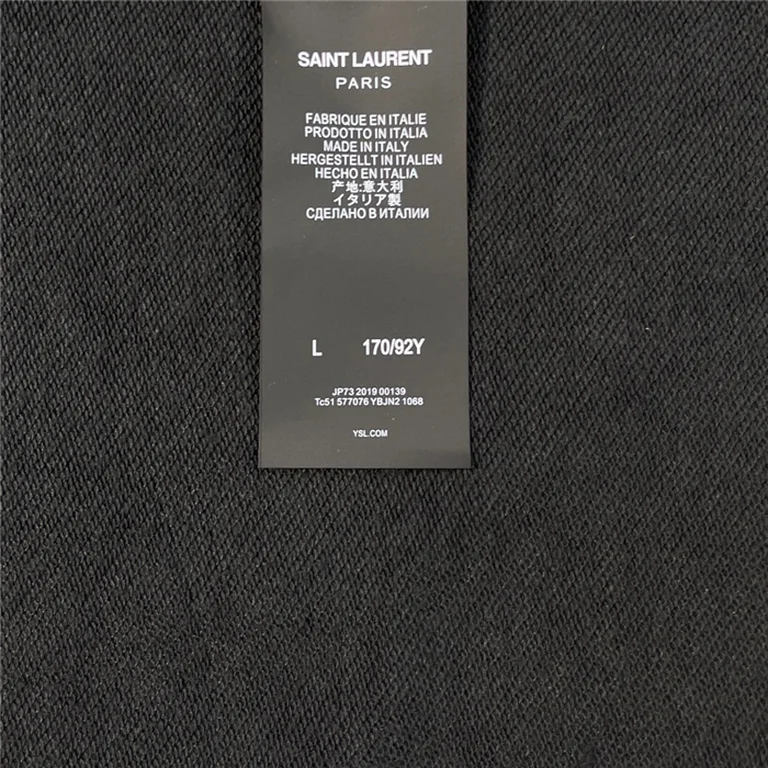 SAINT LAURENT
PARIS
FABRIQUE EN ITALIE
PRODOTTO IN ITALIA
MADE IN ITALY
HERGESTELLT IN ITALIEN
HECHO EN ITALIA
产地:意大利
イタリア製
СДЕЛАНО В ИТАЛИИ
L 170/92Y
JP73 2019 00139
Tc51 577076 YBJN2 1068
YSL.COM